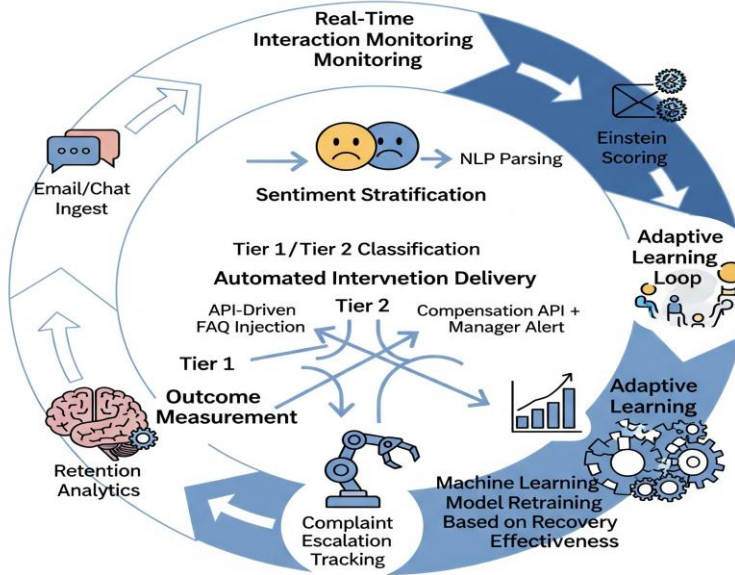 Real-Time
Interaction Monitoring
Monitoring
Einstein
Scoring
Email/Chat
Ingest
NLP Parsing
Sentiment Stratification
Adaptive
Learning
Loop
Tier 1/Tier 2 Classification
Automated Intervnetion Delivery
API-Driven
FAQ Injection
Tier 2
Compensation API +
Manager Alert
Tier 1
Outcome
Measurement
Adaptive
Learning
Retention
Analytics
Complaint
Escalation
Tracking
Machine Learning
Model Retraining
Based on Recovery
Effectiveness